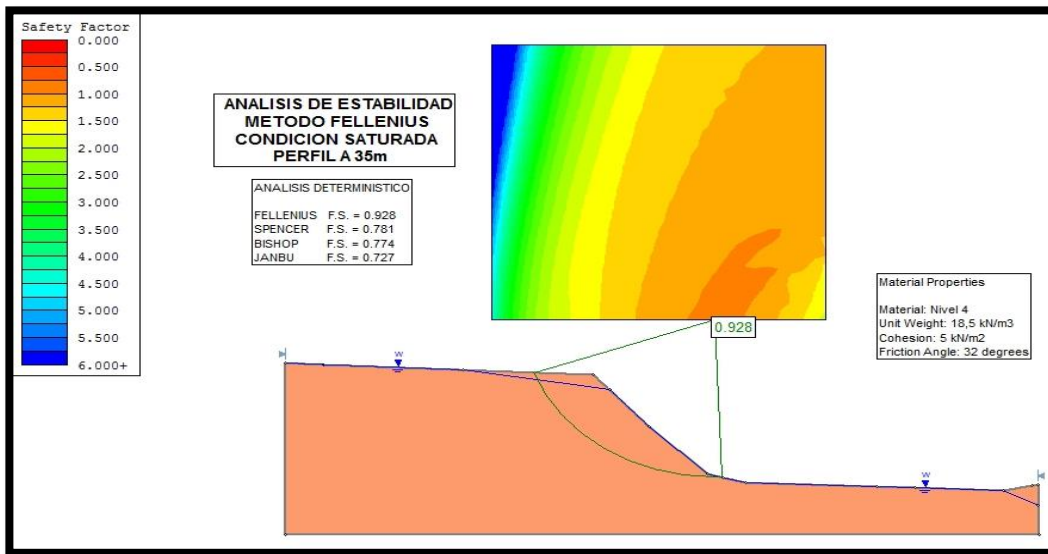 Safety Factor
0.000
0.500
1.000
1.500
2.000
2.500
3.000
3.500
4.000
4.500
5.000
5.500
6.000+
ANALISIS DE ESTABILIDAD
METODO FELLENIUS
CONDICION SATURADA
PERFIL A 35m
ANALISIS DETERMINISTICO
FELLENIUS F.S. = 0.928
SPENCER F.S. = 0.781
BISHOP F.S. = 0.774
JANBU F.S. = 0.727
Material Properties
Material: Nivel 4
Unit Weight: 18,5 kN/m3
Cohesion: 5 kN/m2
Friction Angle: 32 degrees
0.928
W
W